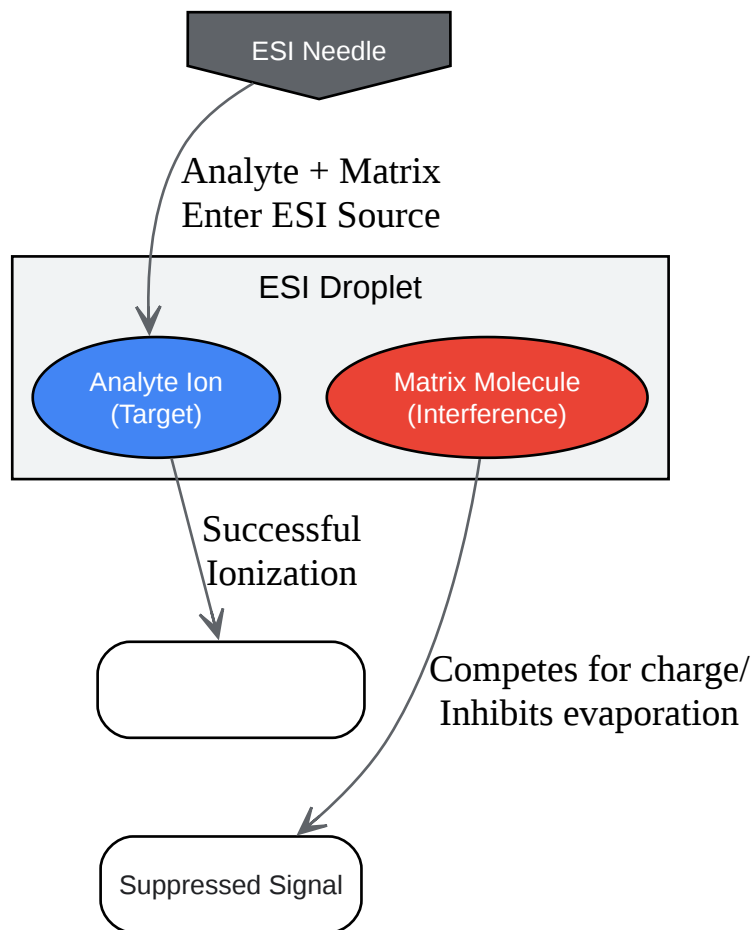 ESI Needle
Analyte + Matrix
Enter ESI Source
ESI Droplet
Analyte Ion
(Target)
Matrix Molecule
(Interference)
Successful
Ionization
Competes for charge/
Inhibits evaporation
Suppressed Signal